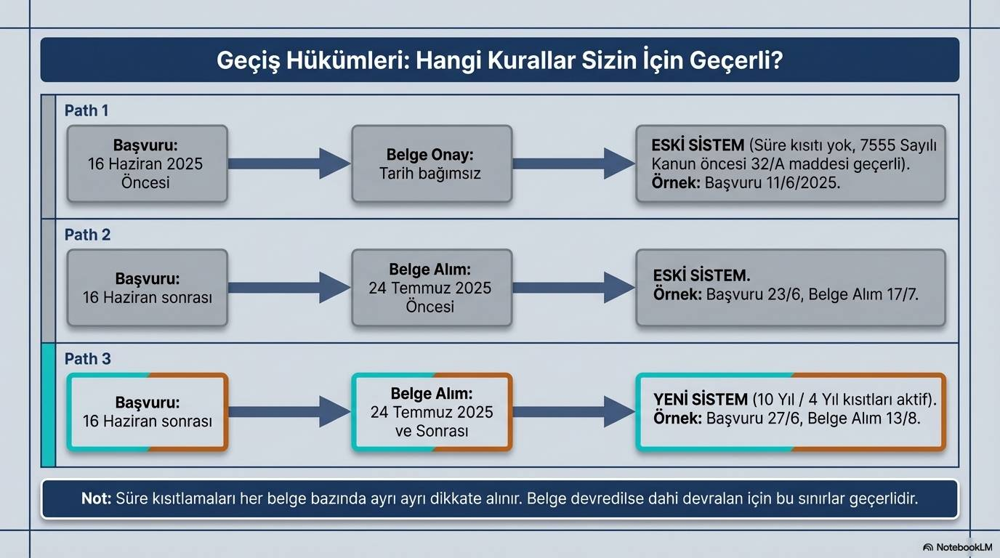 Geçiş Hükümleri: Hangi Kurallar Sizin İçin Geçerli?
Path 1
Başvuru:
16 Haziran 2025
Öncesi
Belge Onay:
Tarih bağımsız
ESKİ SİSTEM (Süre kısıtı yok, 7555 Sayılı
Kanun öncesi 32/A maddesi geçerli).
Örnek: Başvuru 11/6/2025.
Path 2
Başvuru:
16 Haziran sonrası
Belge Alım:
24 Temmuz 2025
Öncesi
ESKİ SİSTEM.
Örnek: Başvuru 23/6, Belge Alım 17/7.
Path 3
Başvuru:
16 Haziran sonrası
Belge Alım:
24 Temmuz 2025
ve Sonrası
YENİ SİSTEM (10 Yıl / 4 Yıl kısıtları aktif).
Örnek: Başvuru 27/6, Belge Alım 13/8.
Not: Süre kısıtlamaları her belge bazında ayrı ayrı dikkate alınır. Belge devredilse dahi devralan için bu sınırlar geçerlidir.
NotebookLM